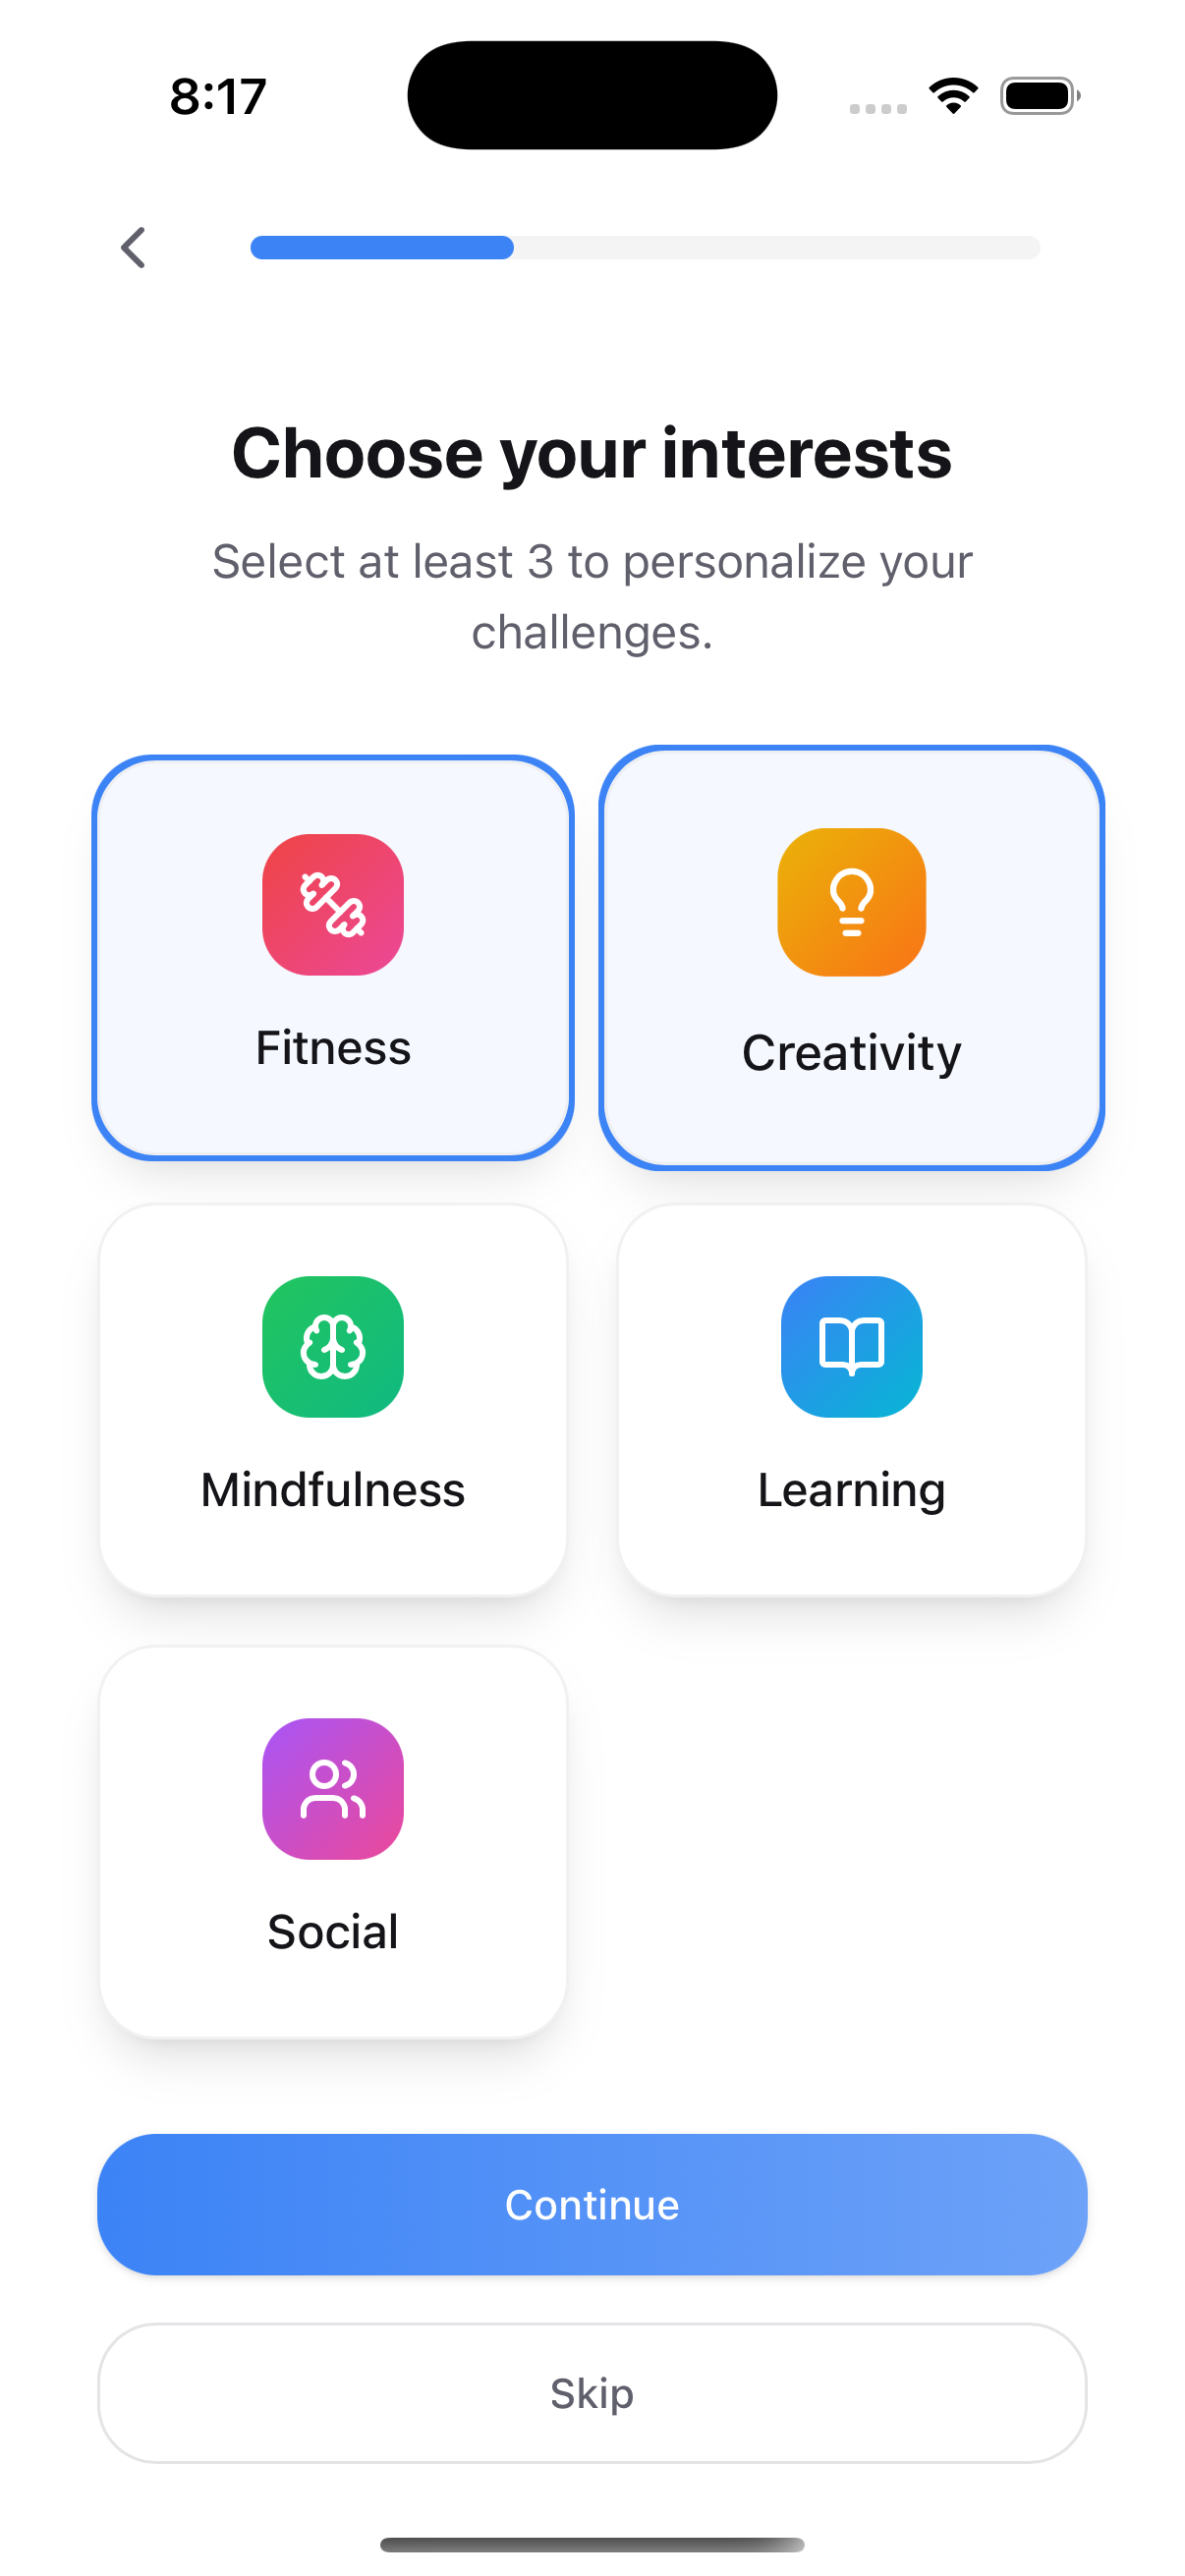 8:17
Choose your interests
Select at least 3 to personalize your
challenges.
Fitness
Creativity
Mindfulness
Learning
Social
Continue
Skip